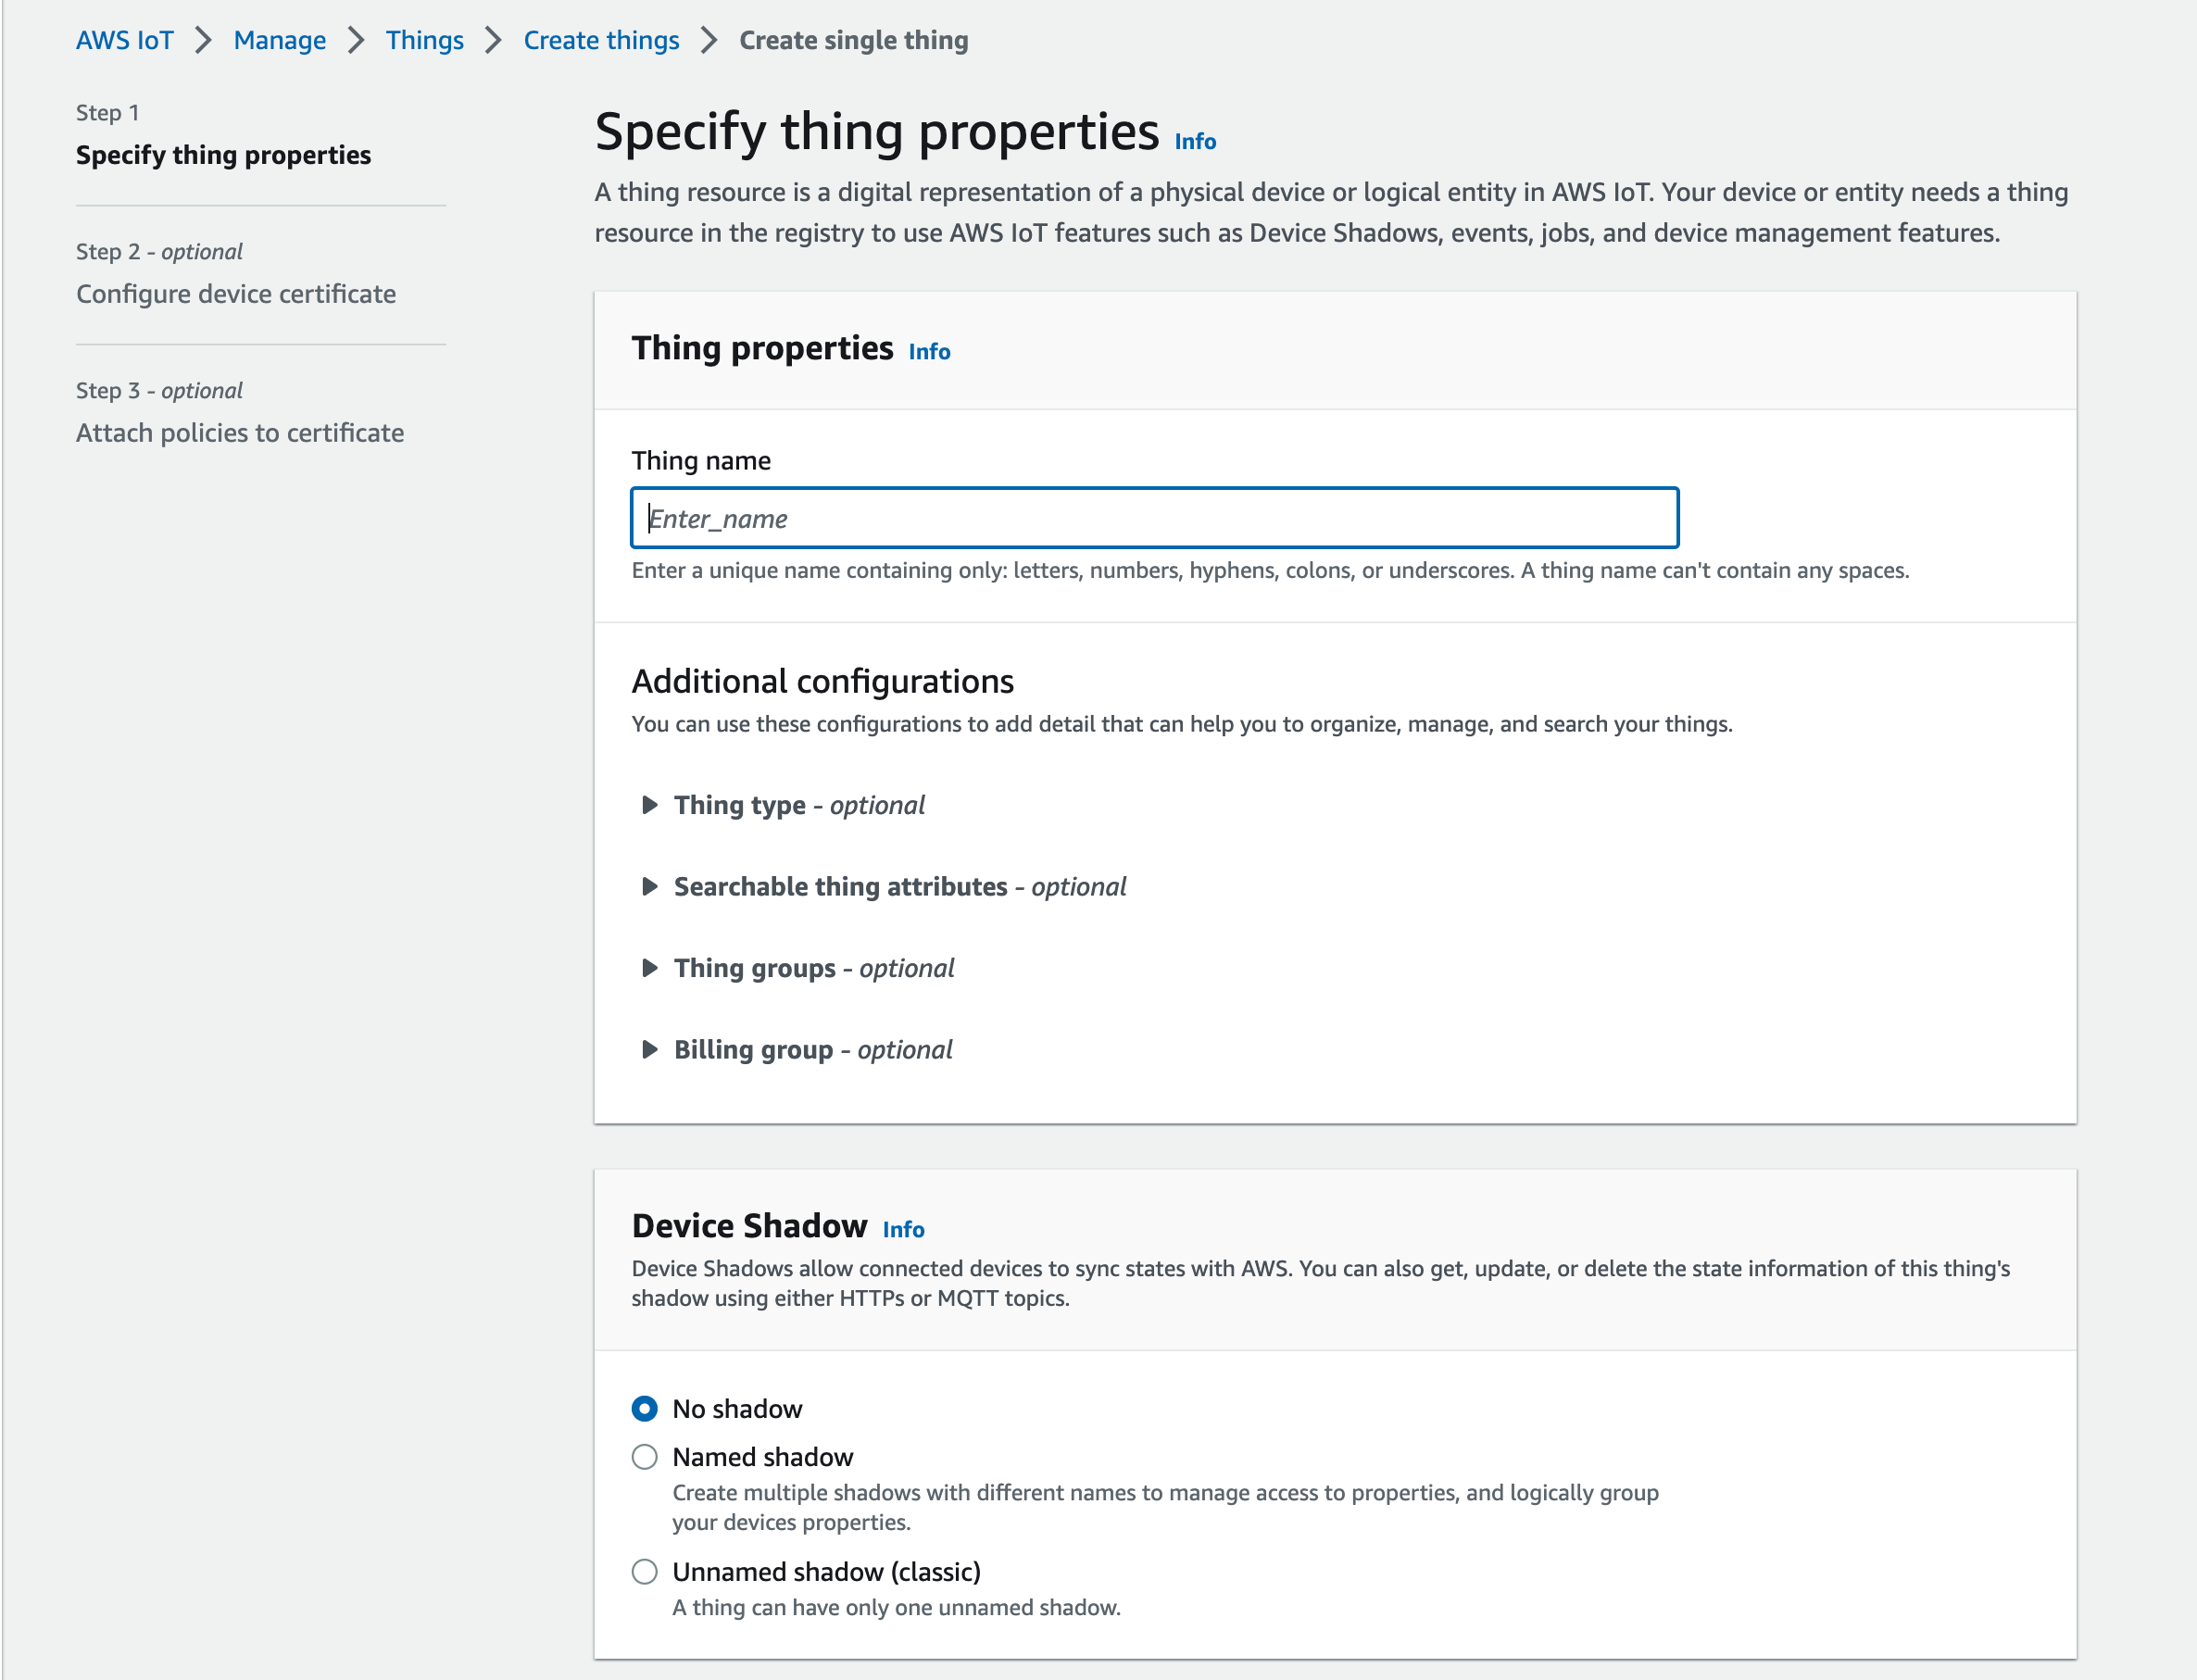 AWS IoT > Manage > Things > Create things > Create single thing
Step 1
Specify thing properties
Step 2 - optional
Configure device certificate
Step 3 - optional
Attach policies to certificate
Specify thing properties Info
A thing resource is a digital representation of a physical device or logical entity in AWS IoT. Your device or entity needs a thing
resource in the registry to use AWS IoT features such as Device Shadows, events, jobs, and device management features.
Thing properties Info
Thing name
Enter_name
Enter a unique name containing only: letters, numbers, hyphens, colons, or underscores. A thing name can't contain any spaces.
Additional configurations
You can use these configurations to add detail that can help you to organize, manage, and search your things.
Thing type - optional
Searchable thing attributes - optional
Thing groups - optional
Billing group - optional
Device Shadow Info
Device Shadows allow connected devices to sync states with AWS. You can also get, update, or delete the state information of this thing's
shadow using either HTTPs or MQTT topics.
No shadow
Named shadow
Create multiple shadows with different names to manage access to properties, and logically group
your devices properties.
Unnamed shadow (classic)
A thing can have only one unnamed shadow.